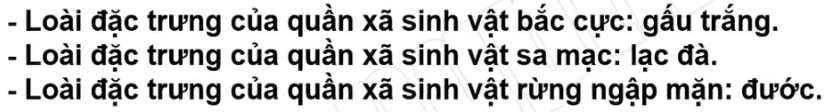 - Loài đặc trưng của quần xã sinh vật bắc cực: gấu trắng.
- Loài đặc trưng của quần xã sinh vật sa mạc: lạc đà.
- Loài đặc trưng của quần xã sinh vật rừng ngập mặn: đước.